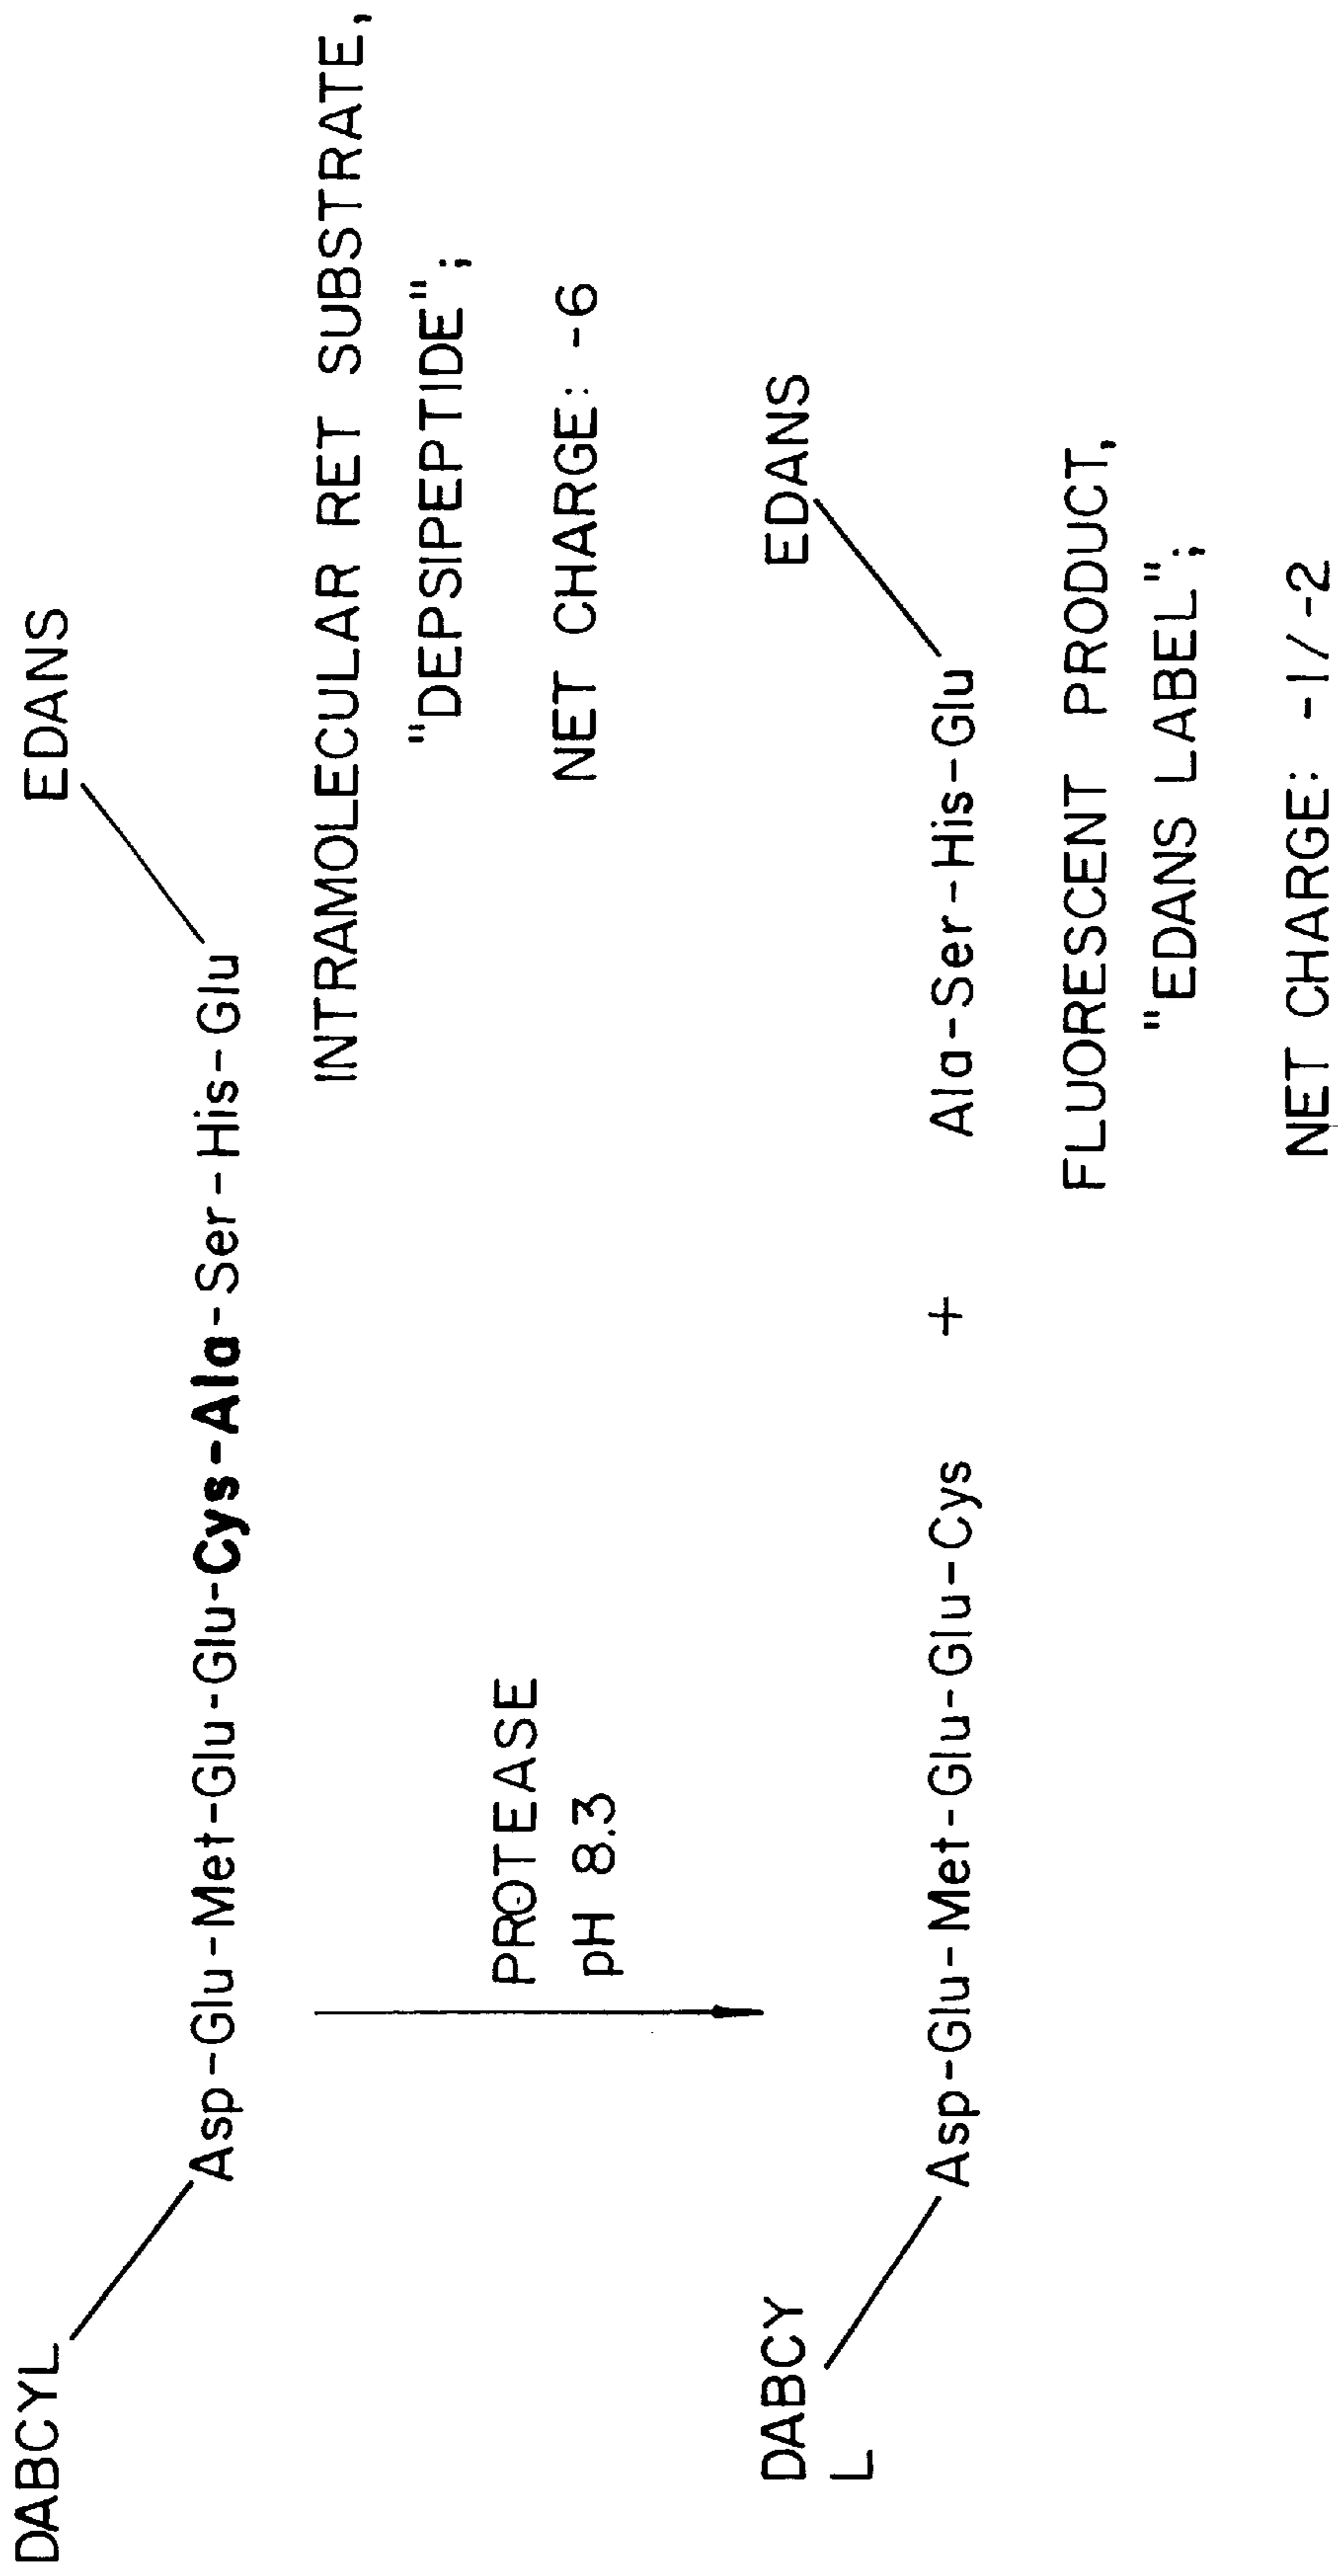 DABCYL
EDANS
Asp-Glu-Met-Glu-Glu-Cys-Ala-Ser-His-Glu
INTRAMOLECULAR RET SUBSTRATE,
"DEPSIPEPTIDE";
NET CHARGE: -6
PROTEASE
pH 8.3
DABCY
L
EDANS
Asp-Glu-Met-Glu-Glu-Cys + Ala-Ser-His-Glu
FLUORESCENT PRODUCT,
"EDANS LABEL";
NET CHARGE: -1/-2